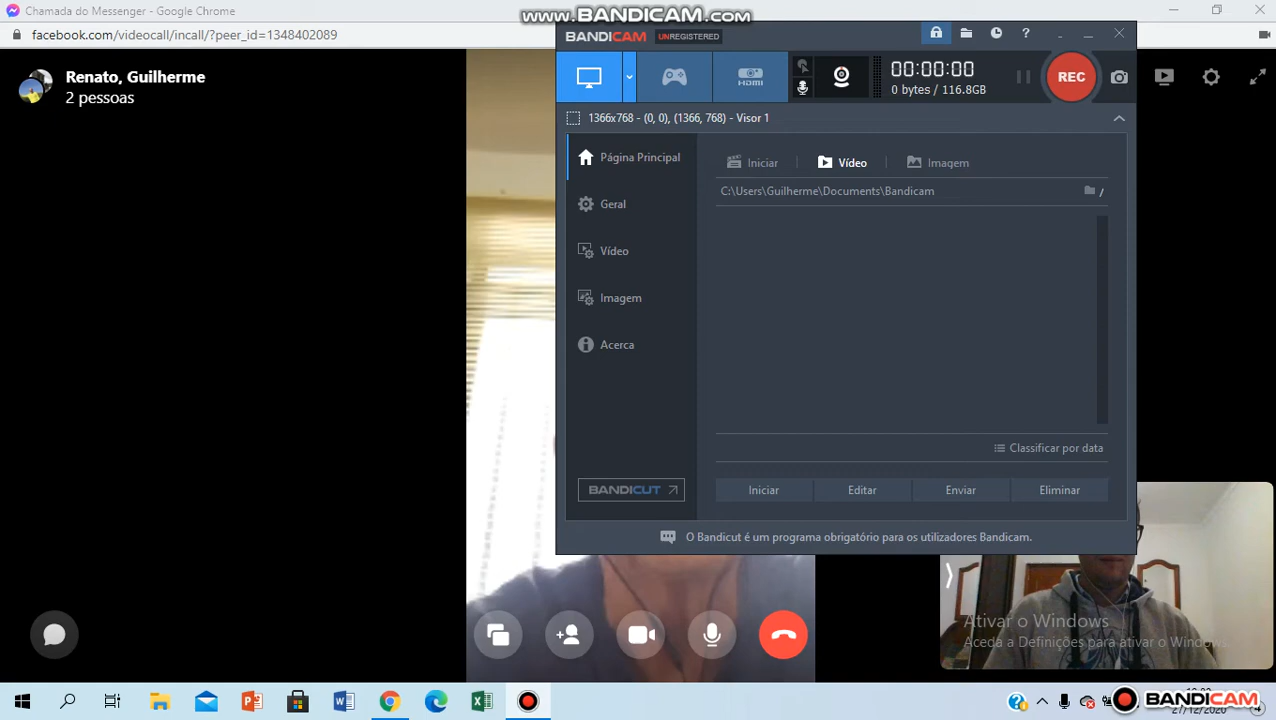 Chamada do Messenger - Google Chrome
www.BANDICAM.com
facebook.com/videocall/incall/?peer_id=1348402089
BANDICAM UNREGISTERED
Renato, Guilherme
2 pessoas
HDMI
00:00:00
0 bytes / 116.8GB
REC
1366x768 - (0, 0), (1366, 768) - Visor 1
Página Principal
Geral
Vídeo
Imagem
Acerca
BANDICUT
Iniciar
Vídeo
Imagem
C:\Users\Guilherme\Documents\Bandicam
/
Classificar por data
Iniciar
Editar
Enviar
Eliminar
O Bandicut é um programa obrigatório para os utilizadores Bandicam.
Ativar o Windows
Aceda a Definições para ativar o Windows
BANDICAM
27/12/2020